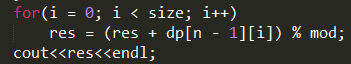 for(i = 0; i < size; i++)
    res = (res + dp[n - 1][i]) % mod;
cout<<res<<endl;